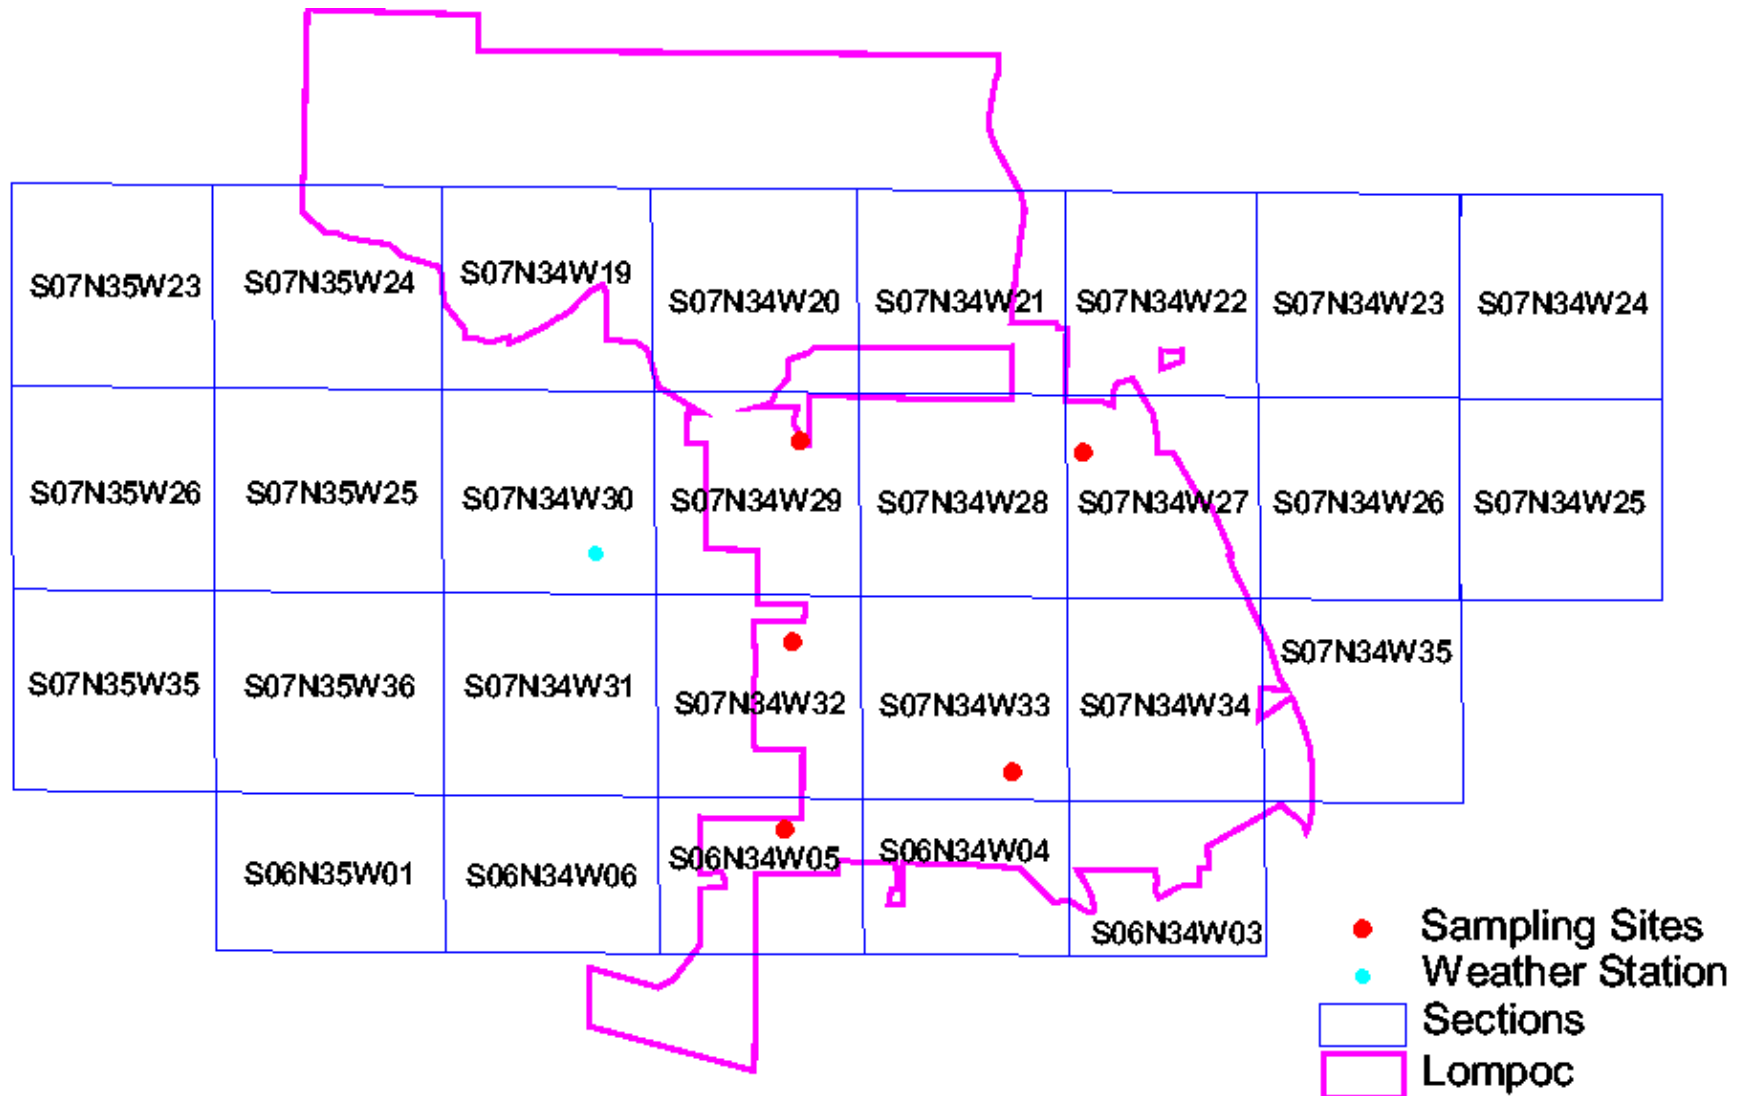 S07N35W23
S07N35W24
S07N34W19
S07N34W20
S07N34W21
S07N34W22
S07N34W23
S07N34W24
S07N35W26
S07N35W25
S07N34W30
S07N34W29
S07N34W28
S07N34W27
S07N34W26
S07N34W25
S07N35W35
S07N35W36
S07N34W31
S07N34W32
S07N34W33
S07N34W34
S07N34W35
S06N35W01
S06N34W06
S06N34W05
S06N34W04
S06N34W03
Sampling Sites
Weather Station
Sections
Lompoc